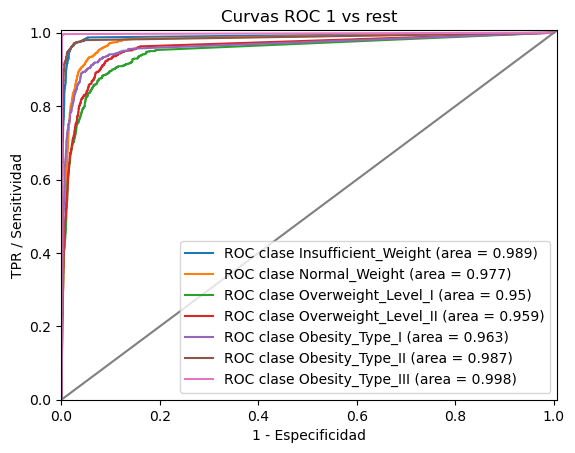 Curvas ROC 1 vs rest
TPR / Sensitividad
1.0
0.8
0.6
0.4
0.2
0.0
ROC clase Insufficient_Weight (area = 0.989)
ROC clase Normal_Weight (area = 0.977)
ROC clase Overweight_Level_I (area = 0.95)
ROC clase Overweight_Level_II (area = 0.959)
ROC clase Obesity_Type_I (area = 0.963)
ROC clase Obesity_Type_II (area = 0.987)
ROC clase Obesity_Type_III (area = 0.998)
0.0 0.2 0.4 0.6 0.8 1.0
1 - Especificidad